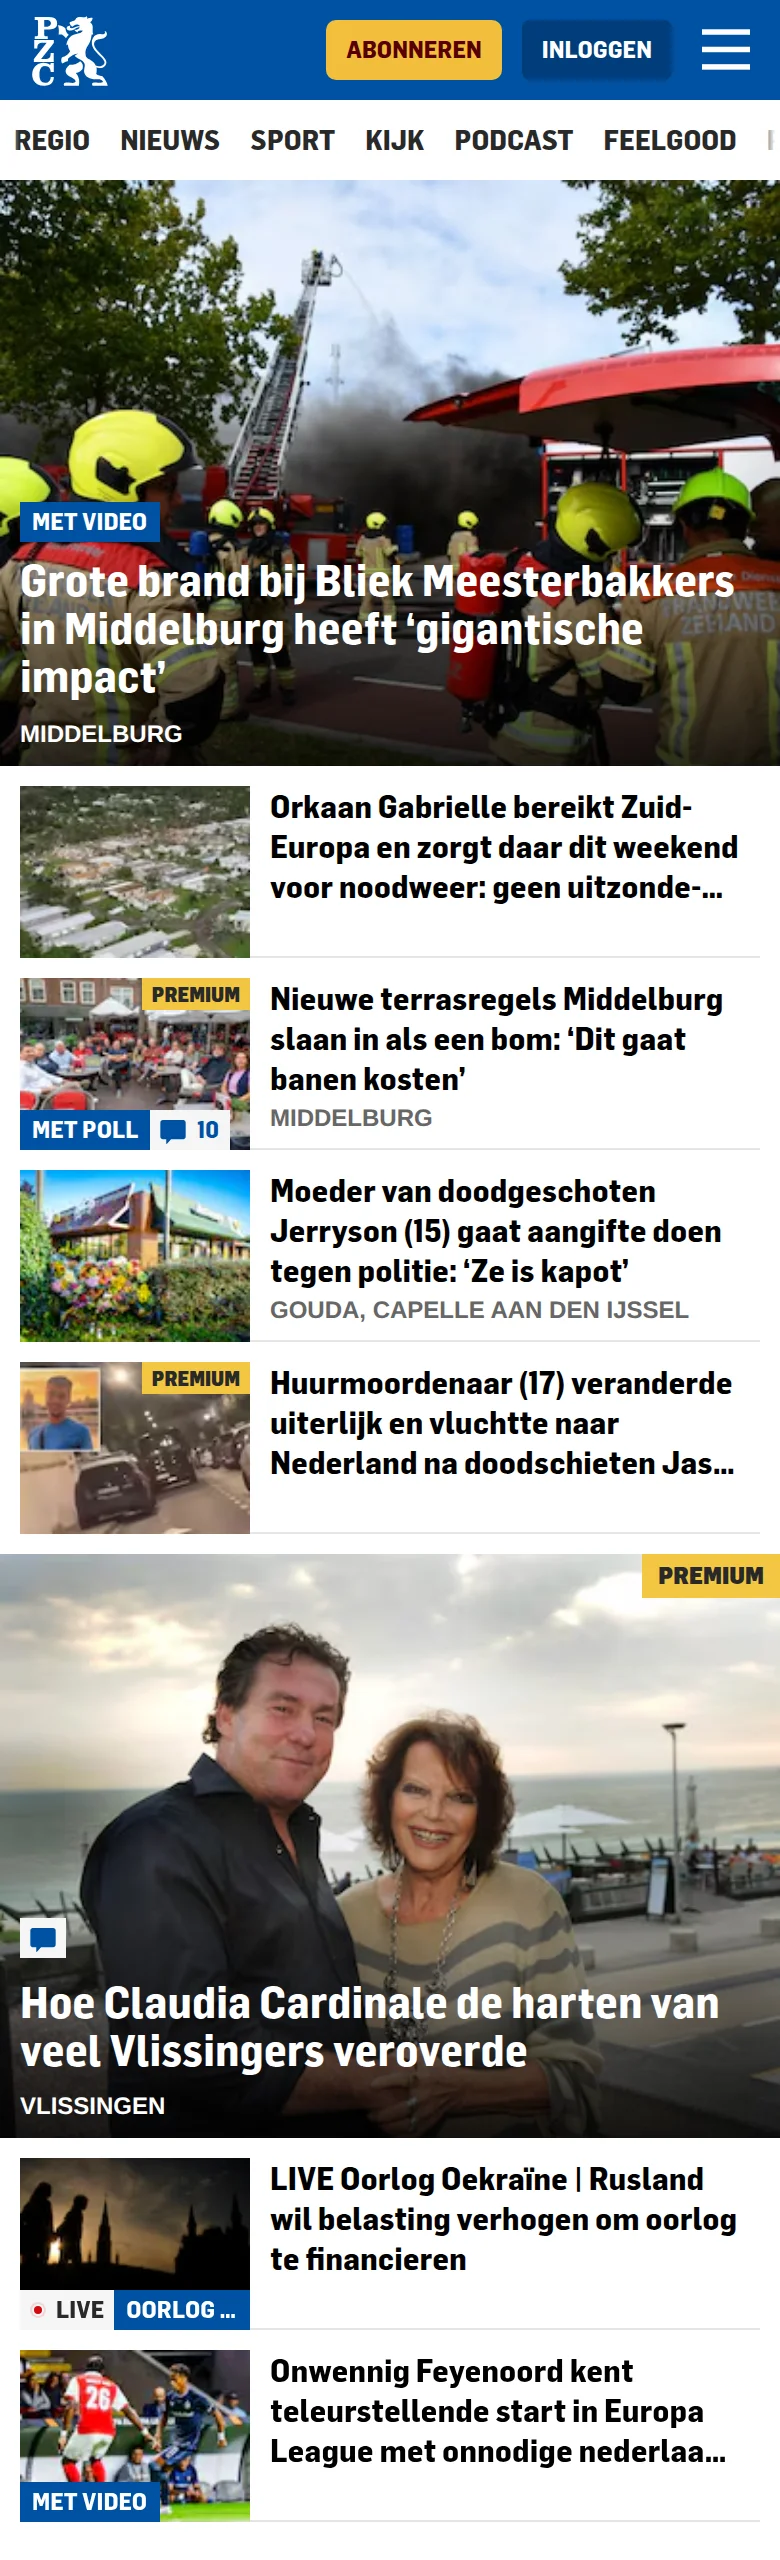 PZC
ABONNEREN
INLOGGEN
REGIO NIEUWS SPORT KIJK PODCAST FEELGOOD
MET VIDEO
Grote brand bij Bliek Meesterbakkers
in Middelburg heeft ‘gigantische
impact’
MIDDELBURG
BRANDWEER
ZEELAND
Orkaan Gabrielle bereikt Zuid-
Europa en zorgt daar dit weekend
voor noodweer: geen uitzonde-...
PREMIUM
MET POLL
10
Nieuwe terrasregels Middelburg
slaan in als een bom: ‘Dit gaat
banen kosten’
MIDDELBURG
Moeder van doodgeschoten
Jerryson (15) gaat aangifte doen
tegen politie: ‘Ze is kapot’
GOUDA, CAPELLE AAN DEN IJSSEL
PREMIUM
Huurmoordenaar (17) veranderde
uiterlijk en vluchtte naar
Nederland na doodschieten Jas...
PREMIUM
Hoe Claudia Cardinale de harten van
veel Vlissingers veroverde
VLISSINGEN
LIVE
OORLOG ...
LIVE Oorlog Oekraïne | Rusland
wil belasting verhogen om oorlog
te financieren
26
MET VIDEO
Onwennig Feyenoord kent
teleurstellende start in Europa
League met onnodige nederlaa...